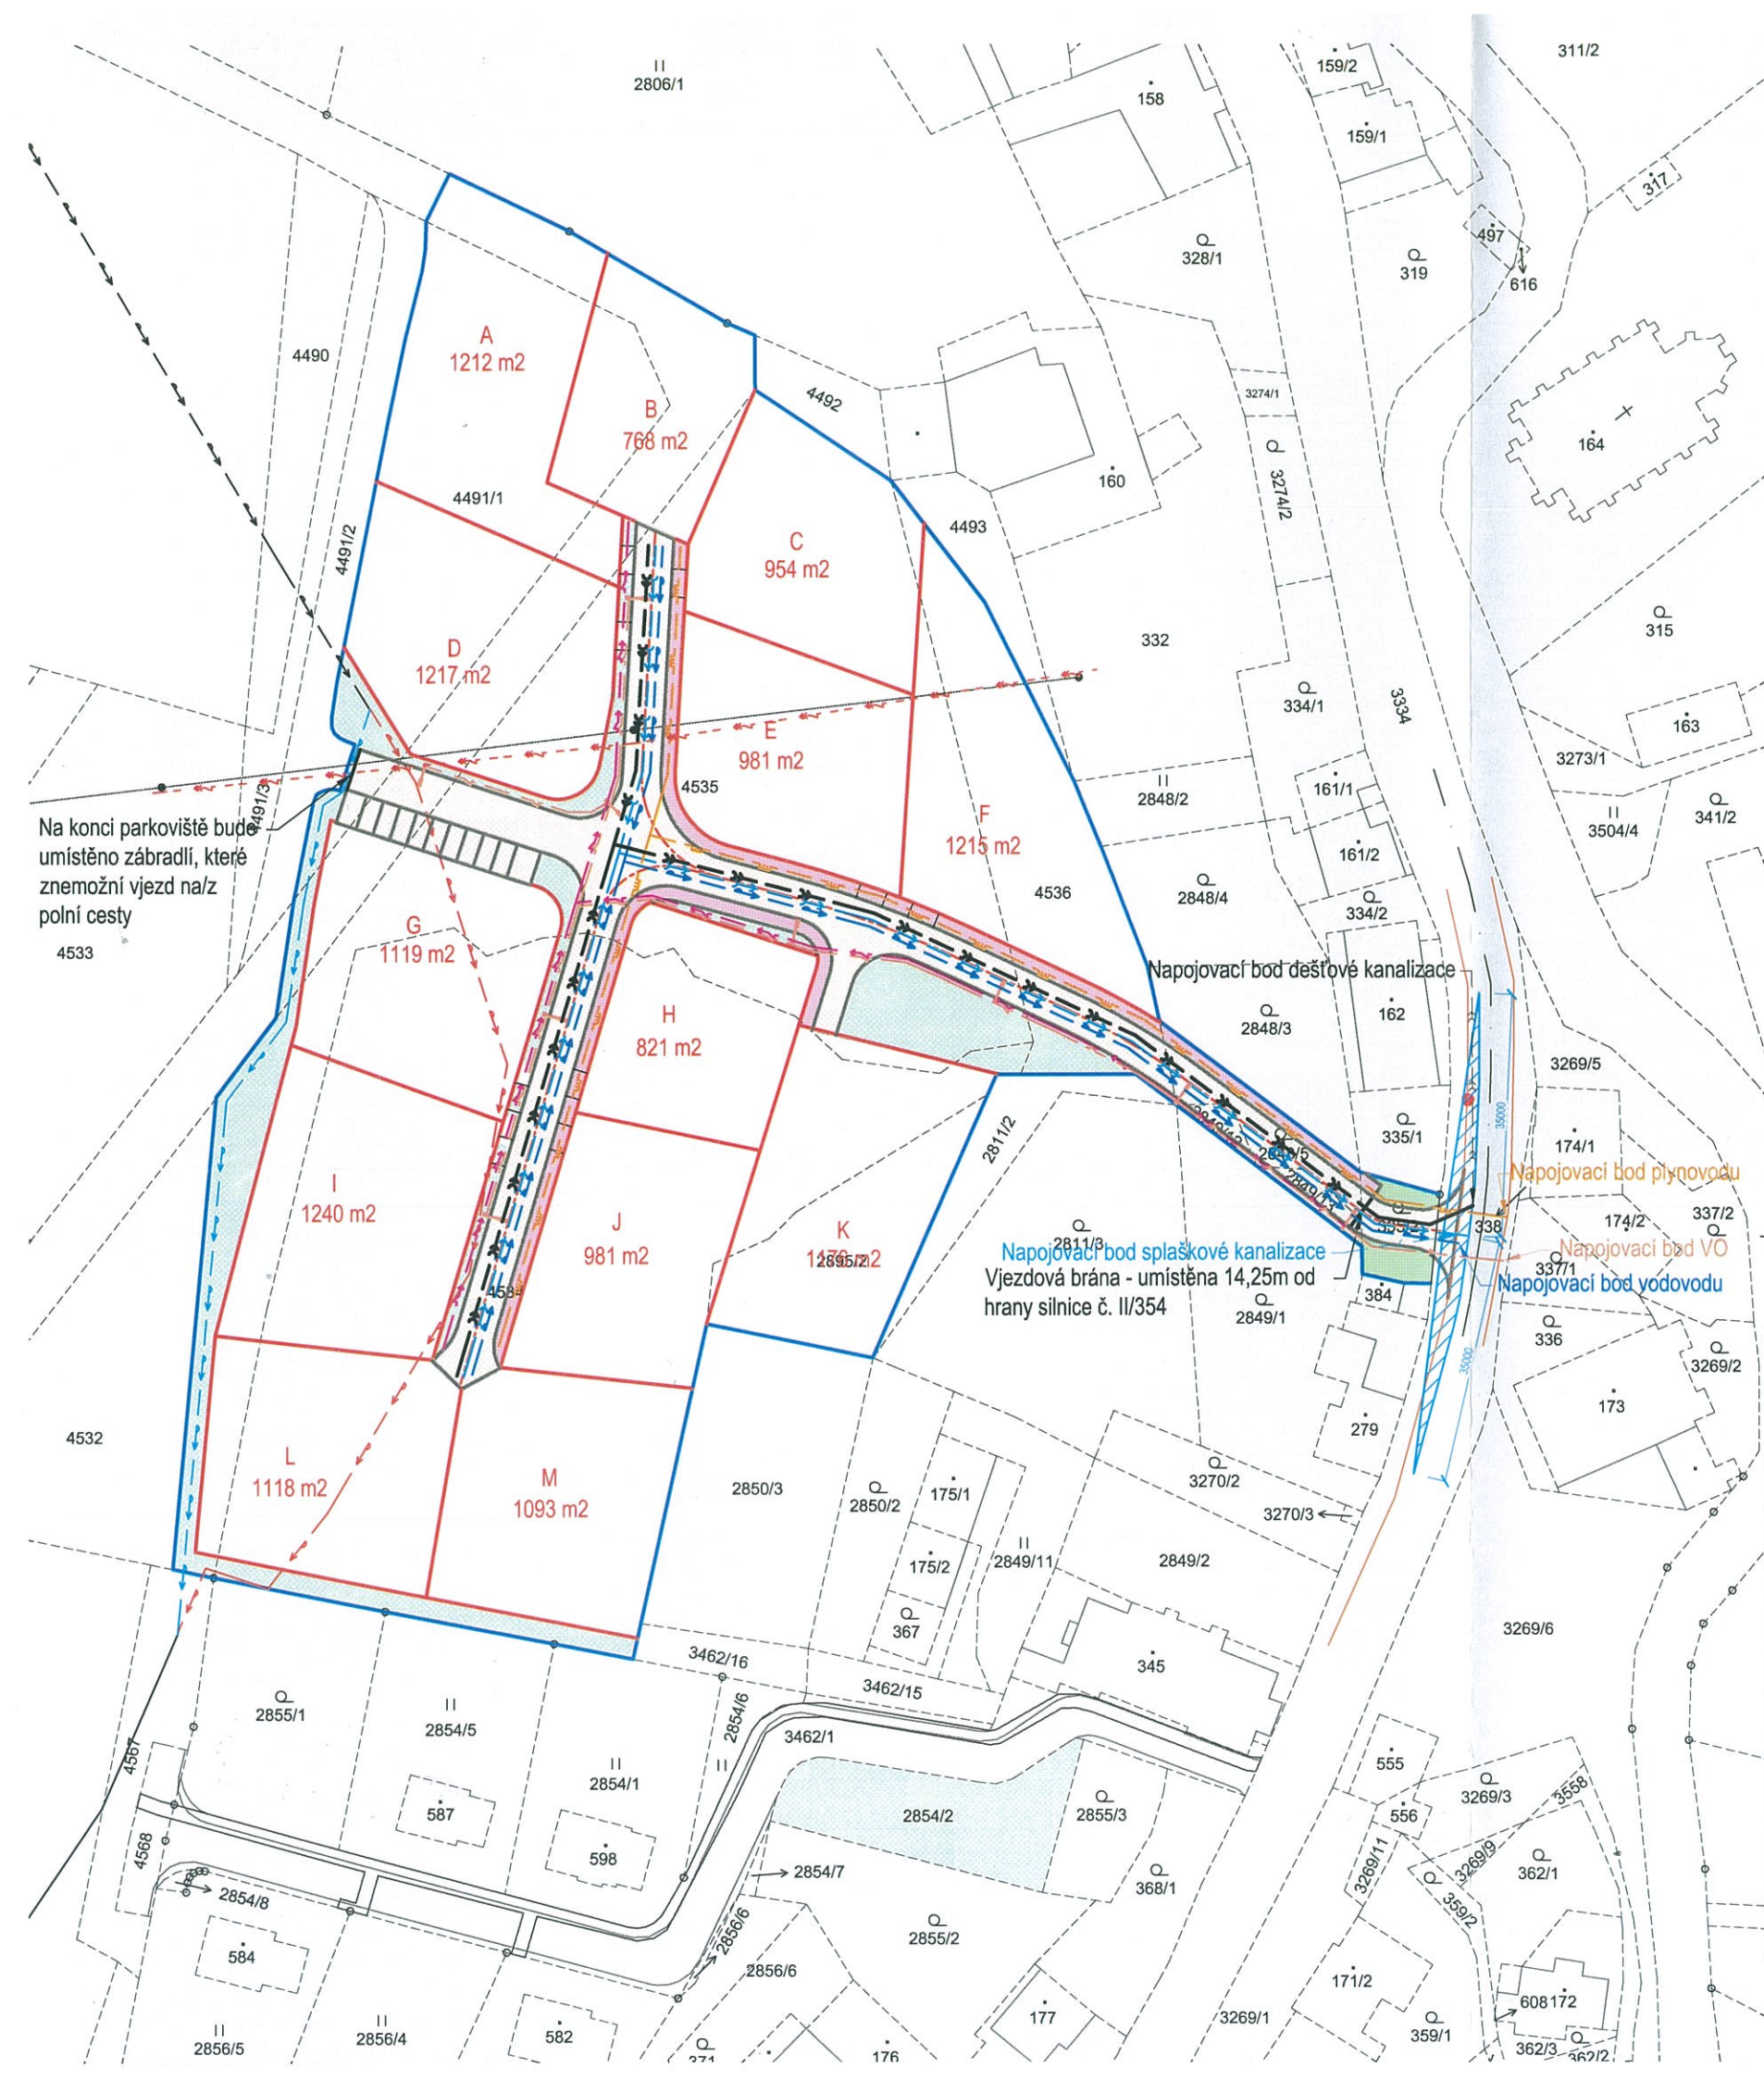 311/2
II
2806/1
159/2
158
159/1
317
497
616
328/1
319
4490
A
1212 m2
B
768 m2
4492
3274/1
164
160
3274/2
4491/1
4491/2
4493
C
954 m2
332
315
D
1217 m2
334/1
3334
163
E
981 m2
3273/1
4535
II
2848/2
161/1
II
3504/4
341/2
4491/3
Na konci parkoviště bude
umístěno zábradlí, které
znemožní vjezd na/z
polní cesty
F
1215 m2
161/2
4536
2848/4
334/2
G
1119 m2
4533
Napojovací bod dešťové kanalizace
H
821 m2
2848/3
162
3269/5
35000
2811/2
335/1
174/1
Napojovací bod plynovodu
I
1240 m2
J
981 m2
K
2895/2
2811/3
338
174/2
337/2
Napojovací bod splaškové kanalizace
Napojovací bod VO
337/1
Vjezdová brána - umístěna 14,25m od
hrany silnice č. II/354
Napojovací bod vodovodu
384
2849/1
336
3269/2
35000
173
279
4532
L
1118 m2
M
1093 m2
2850/3
2850/2
175/1
3270/2
3270/3
II
2849/11
2849/2
175/2
367
3269/6
3462/16
345
3462/15
2855/1
II
2854/5
2854/6
II
3462/1
4567
II
2854/1
555
587
2854/2
2855/3
556
3269/3
3558
4568
598
2854/7
3269/11
3269/9
362/1
368/1
359/2
2854/8
2856/6
2855/2
584
2856/6
171/2
608
172
177
3269/1
359/1
II
2856/5
II
2856/4
582
371
176
362/3
362/2